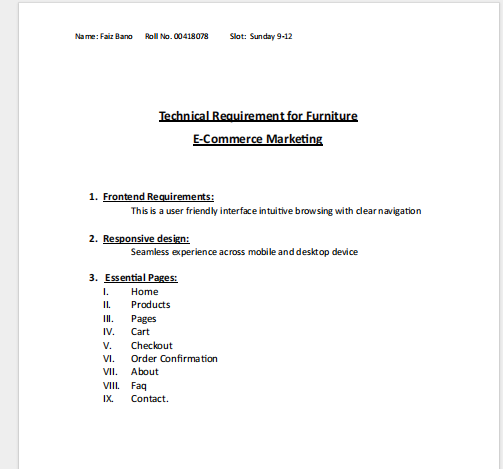 Name: Faiz Bano Roll No. 00418078 Slot: Sunday 9-12
Technical Requirement for Furniture
E-Commerce Marketing
1. Frontend Requirements:
This is a user friendly interface intuitive browsing with clear navigation
2. Responsive design:
Seamless experience across mobile and desktop device
3. Essential Pages:
I. Home
II. Products
III. Pages
IV. Cart
V. Checkout
VI. Order Confirmation
VII. About
VIII. Faq
IX. Contact.